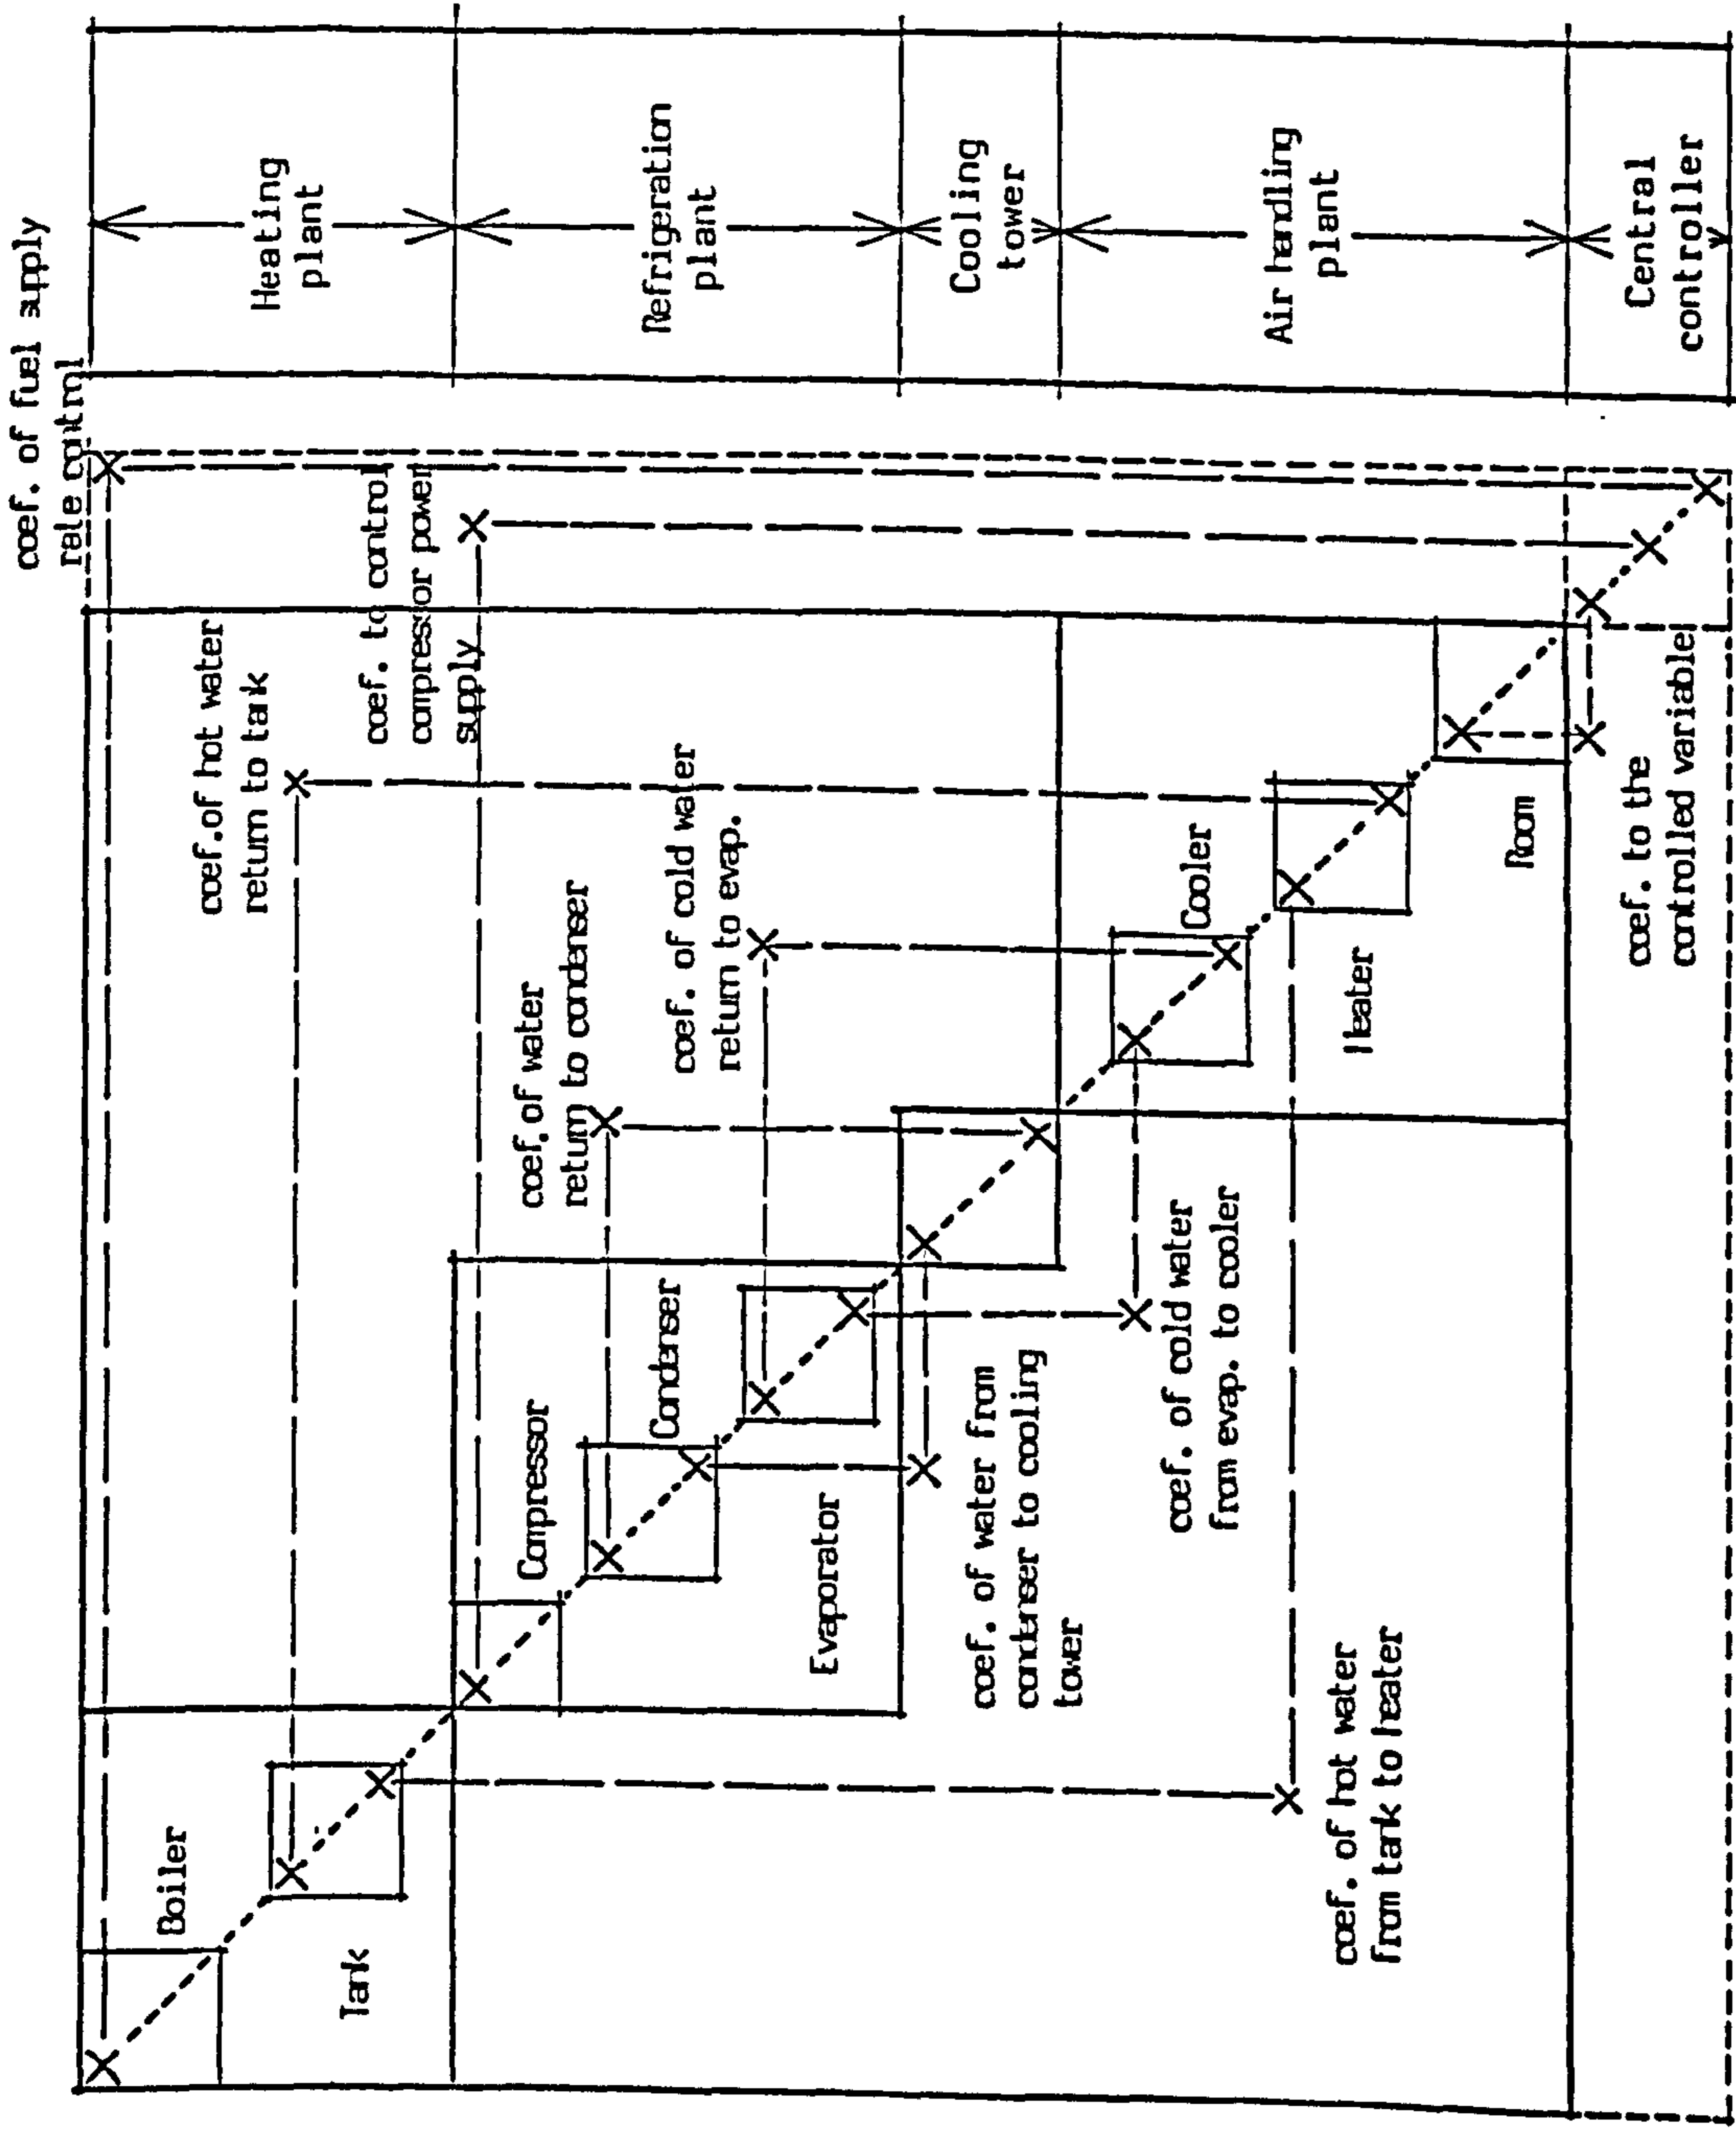 coef. of fuel supply
rate control
Boiler
Tank
coef.of hot water
return to tank
Heating
plant
coef. to control
compressor power
supply
Compressor
coef. of water
return to condenser
Condenser
coef. of cold water
return to evap.
Evaporator
Refrigeration
plant
coef. of water from
condenser to cooling
tower
Cooling
tower
coef. of cold water
from evap. to cooler
Cooler
Heater
coef. of hot water
from tank to heater
Room
Air handling
plant
coef. to the
controlled variable
Central
controller